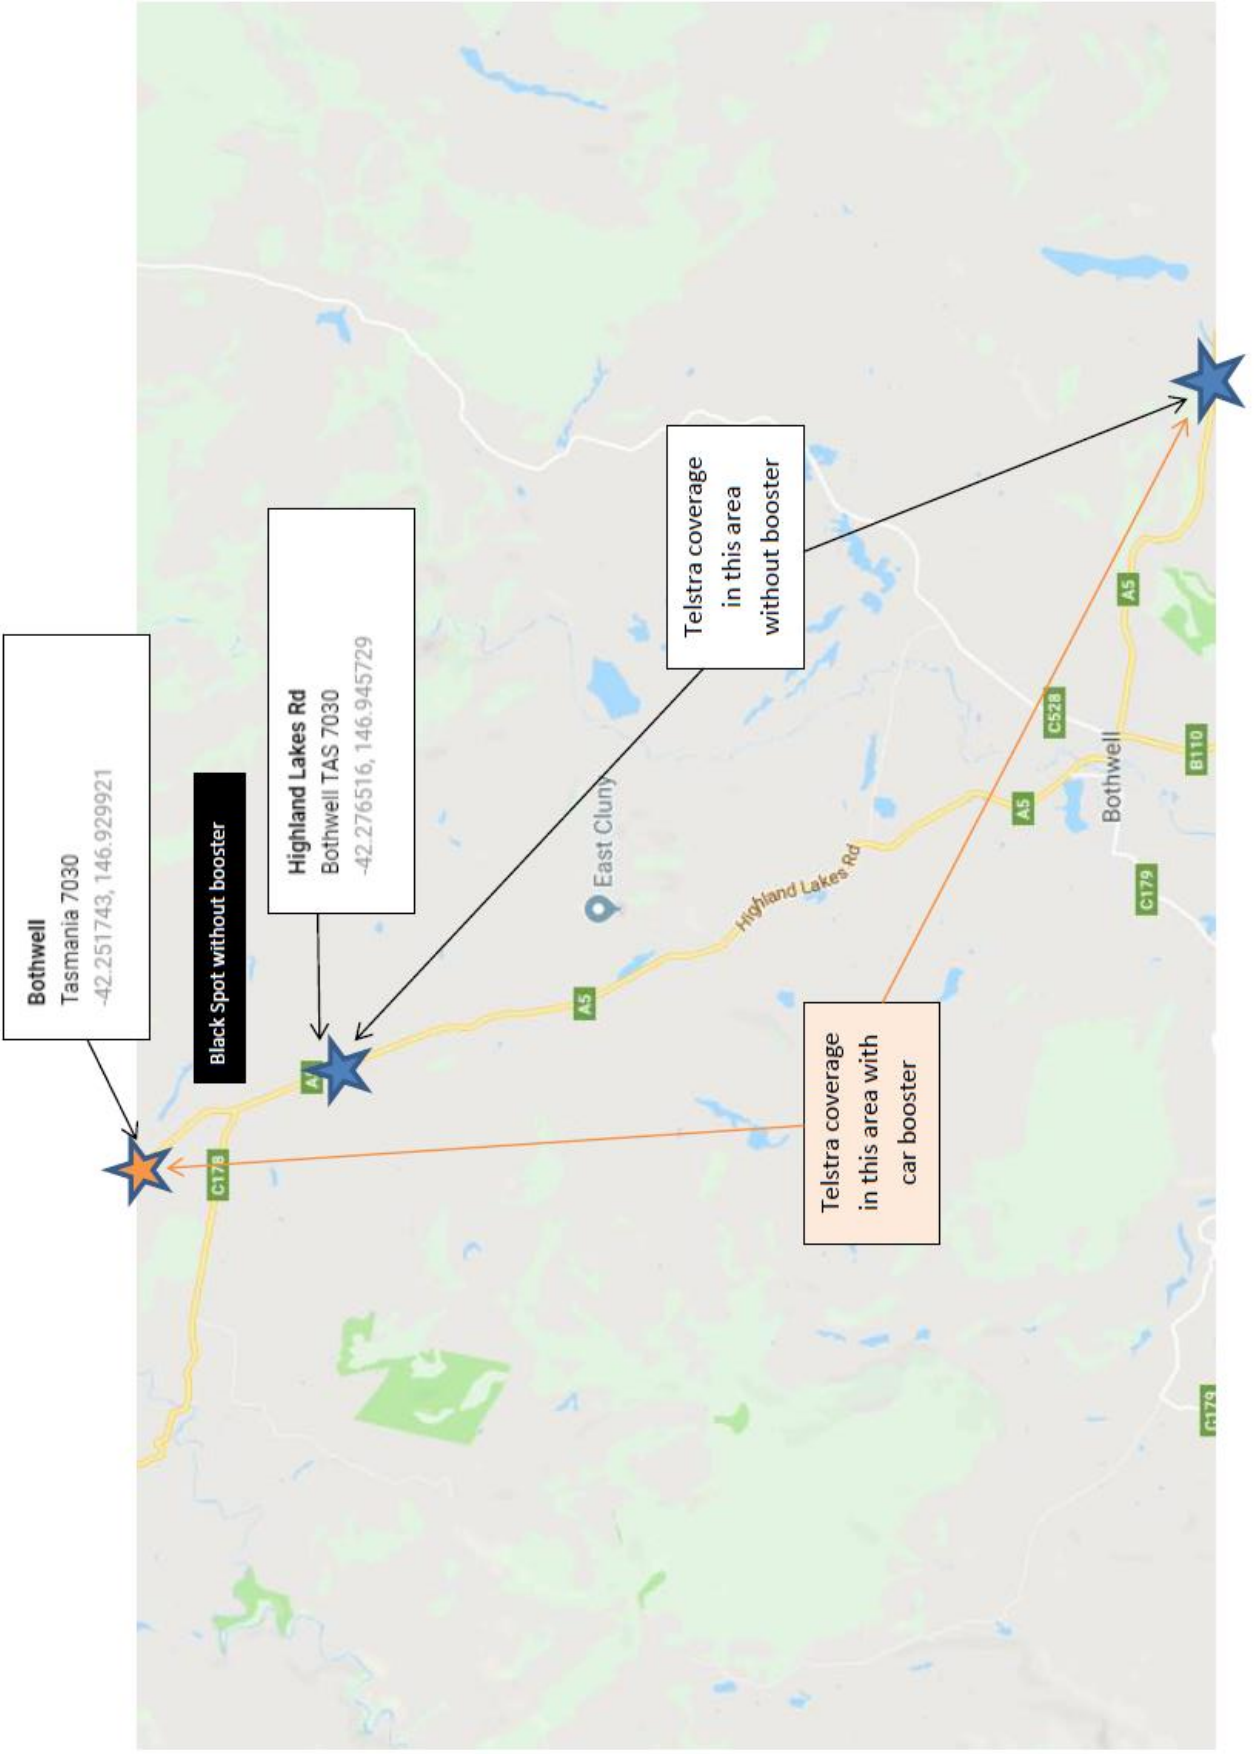 Bothwell
Tasmania 7030
-42.251743, 146.929921
Black Spot without booster
Highland Lakes Rd
Bothwell TAS 7030
-42.276516, 146.945729
Telstra coverage
in this area
without booster
Telstra coverage
in this area with
car booster
C178
A5
East Cluny
Highland Lakes Rd
A5
C528
A5
Bothwell
B110
C179
C179